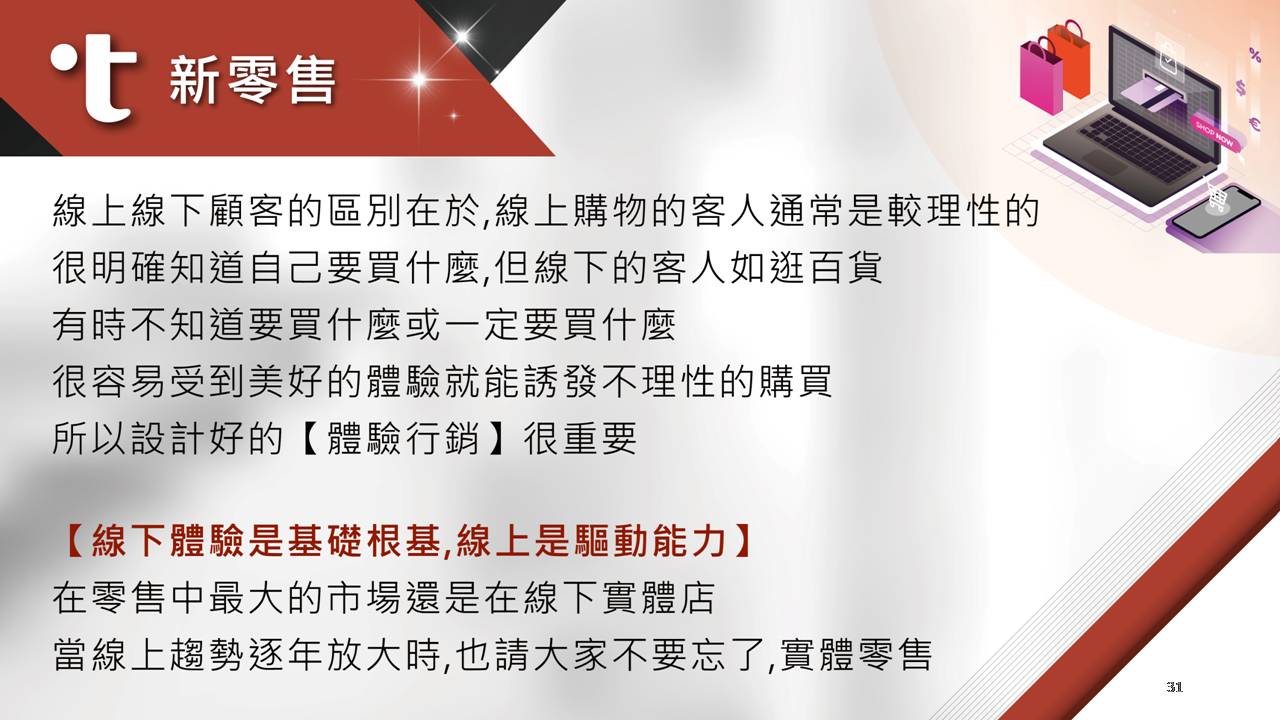 t 新零售
SHOP NOW
線上線下顧客的區別在於,線上購物的客人通常是較理性的
很明確知道自己要買什麼,但線下的客人如逛百貨
有時不知道要買什麼或一定要買什麼
很容易受到美好的體驗就能誘發不理性的購買
所以設計好的【體驗行銷】很重要
【線下體驗是基礎根基,線上是驅動能力】
在零售中最大的市場還是在線下實體店
當線上趨勢逐年放大時,也請大家不要忘了,實體零售
31